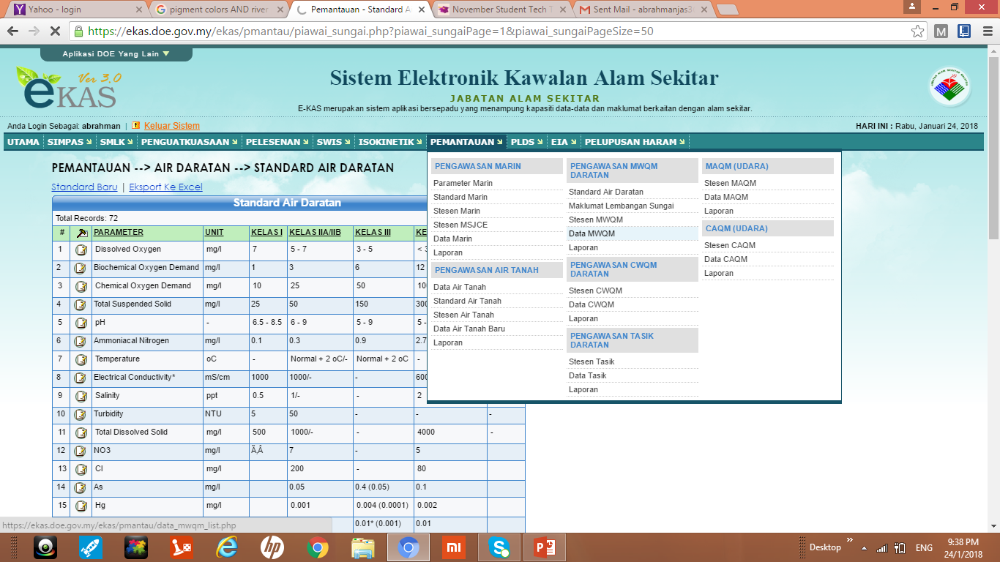 Yahoo - login
pigment colors AND river
Pemantauan - Standard A
November Student Tech T
Sent Mail - abrahmanjas3
https://ekas.doe.gov.my/ekas/pmantau/piawai_sungai.php?piawai_sungaiPage=1&piawai_sungaiPageSize=50
Aplikasi DOE Yang Lain
Ver 3.0
eKAS
Sistem Elektronik Kawalan Alam Sekitar
JABATAN ALAM SEKITAR
E-KAS merupakan sistem aplikasi bersepadu yang menampung kapasiti data-data dan maklumat berkaitan dengan alam sekitar.
Anda Login Sebagai: abrahman | Keluar Sistem
HARI INI : Rabu, Januari 24, 2018
UTAMA SIMPAS SMLK PENGUATKUASAAN PELESENAN SWIS ISOKINETIK PEMANTAUAN PLDS EIA PELUPUSAN HARAM
PEMANTAUAN --> AIR DARATAN --> STANDARD AIR DARATAN
Standard Baru | Eksport Ke Excel
Standard Air Daratan
Total Records: 72
# PARAMETER UNIT KELAS I KELAS IIA/IIB KELAS III KE
1 Dissolved Oxygen mg/l 7 5 - 7 3 - 5 < 3
2 Biochemical Oxygen Demand mg/l 1 3 6 12
3 Chemical Oxygen Demand mg/l 10 25 50 100
4 Total Suspended Solid mg/l 25 50 150 300
5 pH - 6.5 - 8.5 6 - 9 5 - 9 5 -
6 Ammoniacal Nitrogen mg/l 0.1 0.3 0.9 2.7
7 Temperature oC - Normal + 2 oC/- Normal + 2 oC -
8 Electrical Conductivity* mS/cm 1000 1000/- - 600
9 Salinity ppt 0.5 1/- - 2
10 Turbidity NTU 5 50 - - -
11 Total Dissolved Solid mg/l 500 1000/- - 4000 -
12 NO3 mg/l Ã‚Â 7 - 5
13 Cl mg/l 200 - 80
14 As mg/l 0.05 0.4 (0.05) 0.1
15 Hg mg/l 0.001 0.004 (0.0001) 0.002
0.01* (0.001) 0.01
PENGAWASAN MARIN
Parameter Marin
Standard Marin
Stesen Marin
Stesen MSJCE
Data Marin
Laporan
PENGAWASAN AIR TANAH
Data Air Tanah
Standard Air Tanah
Stesen Air Tanah
Data Air Tanah Baru
Laporan
PENGAWASAN MWQM
DARATAN
Standard Air Daratan
Maklumat Lembangan Sungai
Stesen MWQM
Data MWQM
Laporan
PENGAWASAN CWQM
DARATAN
Stesen CWQM
Data CWQM
Laporan
PENGAWASAN TASIK
DARATAN
Stesen Tasik
Data Tasik
Laporan
MAQM (UDARA)
Stesen MAQM
Data MAQM
Laporan
CAQM (UDARA)
Stesen CAQM
Data CAQM
Laporan
https://ekas.doe.gov.my/ekas/pmantau/data_mwqm_list.php
Desktop
ENG
9:38 PM
24/1/2018